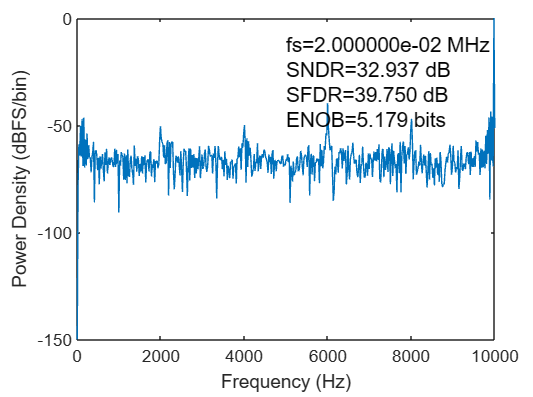 0
fs=2.000000e-02 MHz
SNDR=32.937 dB
SFDR=39.750 dB
ENOB=5.179 bits
-50
-100
-150
Power Density (dBFS/bin)
0 2000 4000 6000 8000 10000
Frequency (Hz)